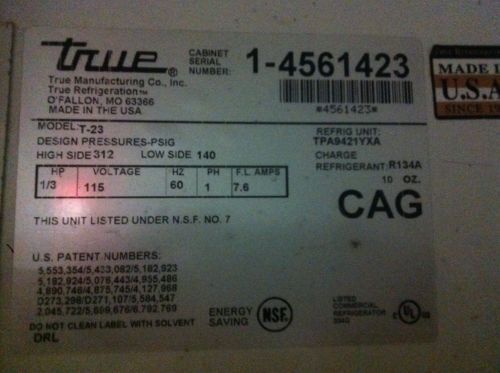 true®
CABINET
SERIAL
NUMBER:
1-4561423
*4561423*
True Manufacturing Co., Inc.
True Refrigeration™
O'FALLON, MO 63366
MADE IN THE USA
MADE I
U.S.A
SINCE 1
MODEL: T-23
REFRIG UNIT:
TPA9421YXA
DESIGN PRESSURES-PSIG
HIGH SIDE 312 LOW SIDE 140
CHARGE
REFRIGERANT: R134A
10 OZ.
HP VOLTAGE HZ PH F.L. AMPS
1/3 115 60 1 7.6
CAG
THIS UNIT LISTED UNDER N.S.F. NO. 7
U.S. PATENT NUMBERS:
5,553,354/5,433,082/5,182,923
5,182,924/5,076,443/4,955,486
4,890,746/4,875,745/4,127,968
D273,298/D271,107/5,584,547
2,045,722/5,609,676/6,792,769
DO NOT CLEAN LABEL WITH SOLVENT
DRL
ENERGY
SAVING
NSF®
LISTED
COMMERCIAL
REFRIGERATOR
UL
US